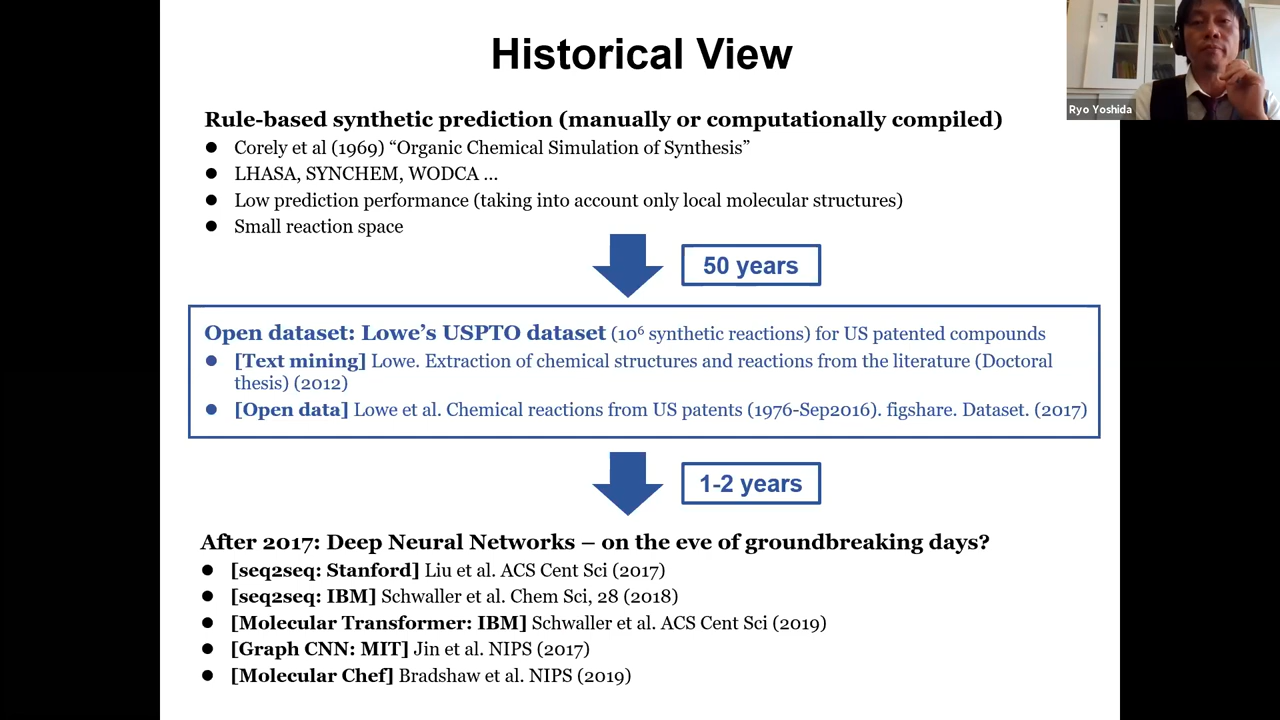 Historical View
Ryo Yoshida
Rule-based synthetic prediction (manually or computationally compiled)
● Corely et al (1969) “Organic Chemical Simulation of Synthesis”
● LHASA, SYNCHEM, WODCA ...
● Low prediction performance (taking into account only local molecular structures)
● Small reaction space
50 years
Open dataset: Lowe’s USPTO dataset (10⁶ synthetic reactions) for US patented compounds
● [Text mining] Lowe. Extraction of chemical structures and reactions from the literature (Doctoral
thesis) (2012)
● [Open data] Lowe et al. Chemical reactions from US patents (1976-Sep2016). figshare. Dataset. (2017)
1-2 years
After 2017: Deep Neural Networks – on the eve of groundbreaking days?
● [seq2seq: Stanford] Liu et al. ACS Cent Sci (2017)
● [seq2seq: IBM] Schwaller et al. Chem Sci, 28 (2018)
● [Molecular Transformer: IBM] Schwaller et al. ACS Cent Sci (2019)
● [Graph CNN: MIT] Jin et al. NIPS (2017)
● [Molecular Chef] Bradshaw et al. NIPS (2019)